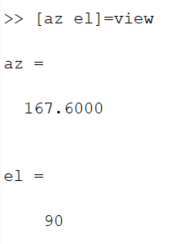 >> [az el]=view
az =
167.6000
el =
90